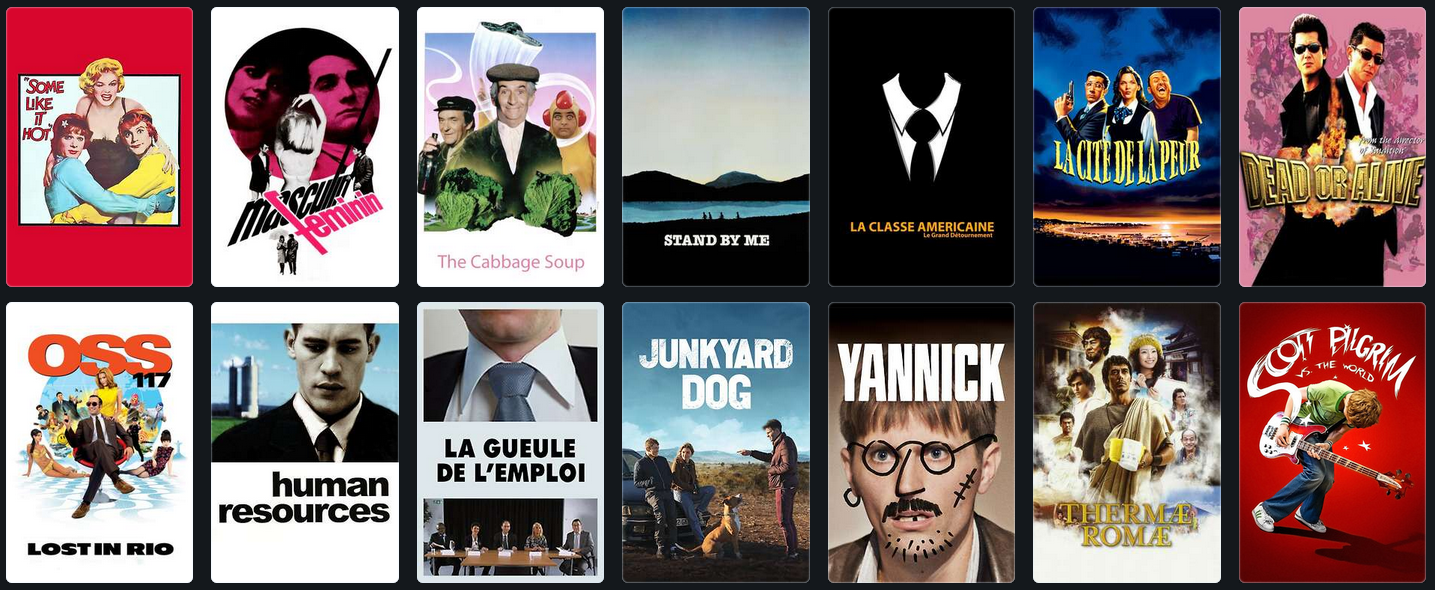 "SOME
LIKE
IT
HOT"
masculin
feminin
The Cabbage Soup
STAND BY ME
LA CLASSE AMERICAINE
Le Grand Détournement
LA CITÉ DE LA PEUR
from the director
of "Audition"
DEAD OR ALIVE
OSS
117
LOST IN RIO
human
resources
LA GUEULE
DE L'EMPLOI
JUNKYARD
DOG
YANNICK
THERMÆ
ROMÆ
SCOTT PILGRIM
VS. THE WORLD